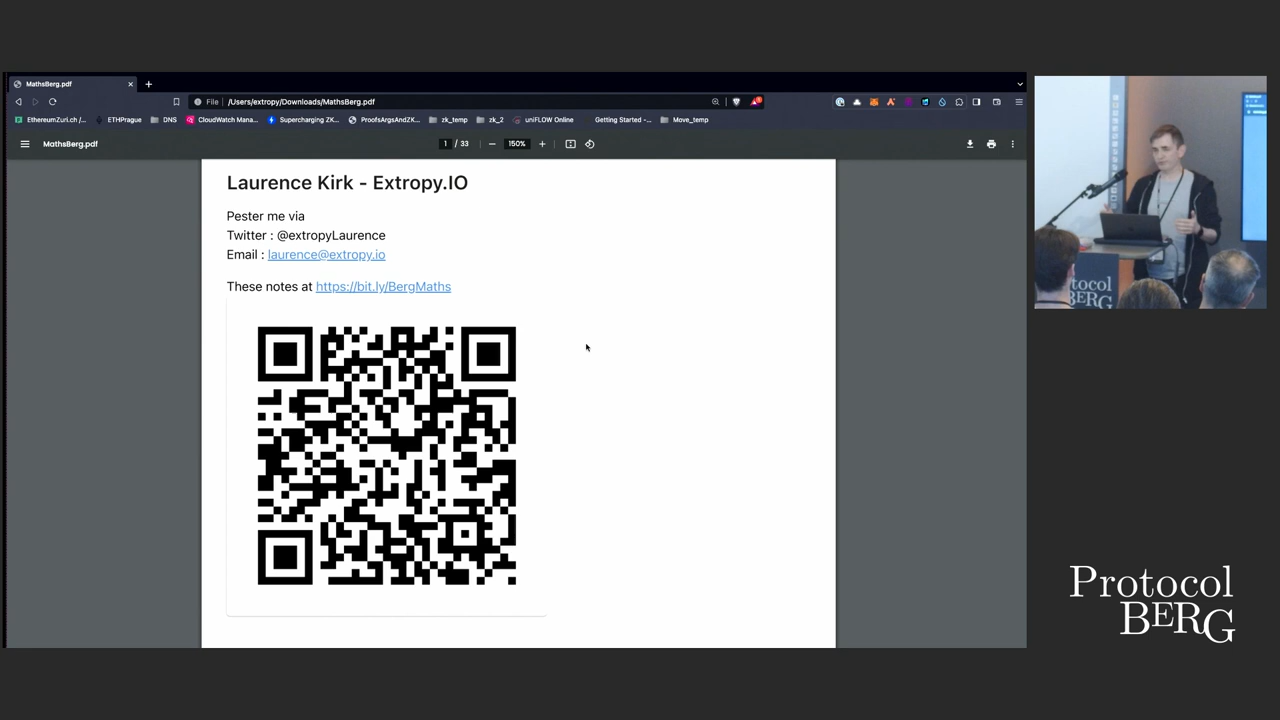 MathsBerg.pdf
File | /Users/extropy/Downloads/MathsBerg.pdf
EthereumZuri.ch /... ETHPrague DNS CloudWatch Mana... Supercharging ZK... ProofsArgsAndZK... zk_temp zk_2 uniFLOW Online Getting Started -... Move_temp
MathsBerg.pdf 1 / 33 150%
Laurence Kirk - Extropy.IO
Pester me via
Twitter : @extropyLaurence
Email : laurence@extropy.io
These notes at https://bit.ly/BergMaths
Protocol
BERG